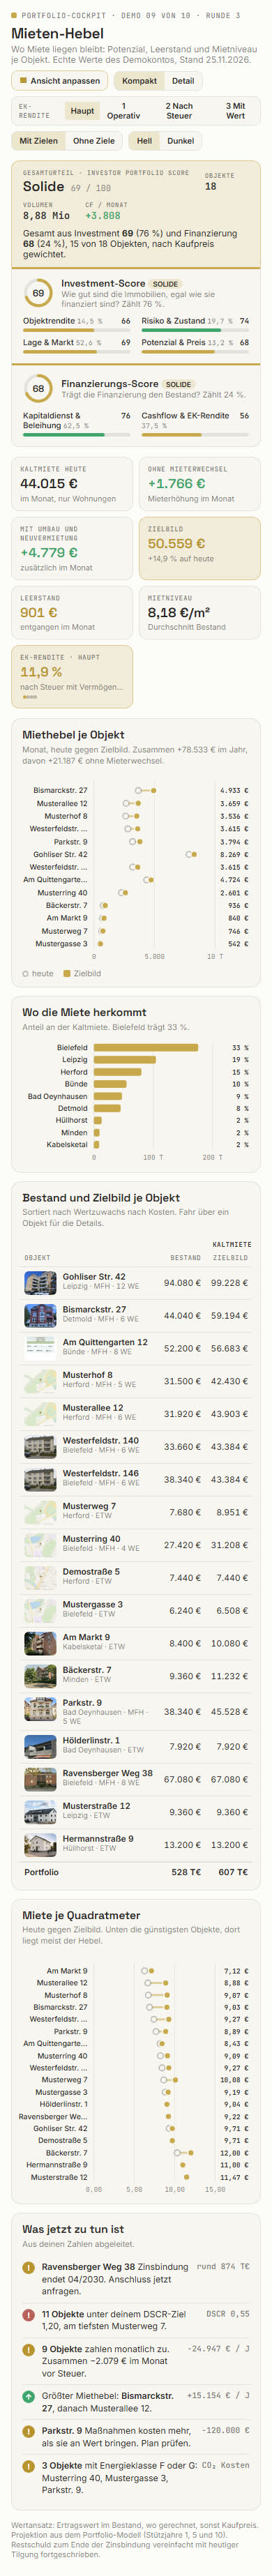 PORTFOLIO-COCKPIT · DEMO 09 VON 10 · RUNDE 3
Mieten-Hebel
Wo Miete liegen bleibt: Potenzial, Leerstand und Mietniveau
je Objekt. Echte Werte des Demokontos, Stand 25.11.2026.
Ansicht anpassen
Kompakt
Detail
EK-
RENDITE
Haupt
1
Operativ
2 Nach
Steuer
3 Mit
Wert
Mit Zielen
Ohne Ziele
Hell
Dunkel
GESAMTURTEIL · INVESTOR PORTFOLIO SCORE
Solide 69 / 100
OBJEKTE
18
VOLUMEN
8,88 Mio
CF / MONAT
+3.808
Gesamt aus Investment 69 (76 %) und Finanzierung
68 (24 %), 15 von 18 Objekten, nach Kaufpreis
gewichtet.
69
Investment-Score SOLIDE
Wie gut sind die Immobilien, egal wie sie
finanziert sind? Zählt 76 %.
Objektrendite 14,5 % 66
Risiko & Zustand 19,7 % 74
Lage & Markt 52,6 % 69
Potenzial & Preis 13,2 % 68
68
Finanzierungs-Score SOLIDE
Trägt die Finanzierung den Bestand? Zählt 24 %.
Kapitaldienst &
Beleihung 62,5 %
76
Cashflow & EK-Rendite 56
37,5 %
KALTMIETE HEUTE
44.015 €
im Monat, nur Wohnungen
OHNE MIETERWECHSEL
+1.766 €
Mieterhöhung im Monat
MIT UMBAU UND
NEUVERMIETUNG
+4.779 €
zusätzlich im Monat
ZIELBILD
50.559 €
+14,9 % auf heute
LEERSTAND
901 €
entgangen im Monat
MIETNIVEAU
8,18 €/m²
Durchschnitt Bestand
EK-RENDITE · HAUPT
11,9 %
nach Steuer mit Vermögen…
Miethebel je Objekt
Monat, heute gegen Zielbild. Zusammen +78.533 € im Jahr,
davon +21.187 € ohne Mieterwechsel.
Bismarckstr. 27 4.933 €
Musterallee 12 3.659 €
Musterhof 8 3.536 €
Westerfeldstr. … 3.615 €
Parkstr. 9 3.794 €
Gohliser Str. 42 8.269 €
Westerfeldstr. … 3.615 €
Am Quittengarte… 4.724 €
Musterring 40 2.601 €
Bäckerstr. 7 936 €
Am Markt 9 840 €
Musterweg 7 746 €
Mustergasse 3 542 €
0 5.000 10 T
heute
Zielbild
Wo die Miete herkommt
Anteil an der Kaltmiete. Bielefeld trägt 33 %.
Bielefeld 33 %
Leipzig 19 %
Herford 15 %
Bünde 10 %
Bad Oeynhausen 9 %
Detmold 8 %
Hüllhorst 2 %
Minden 2 %
Kabelsketal 2 %
0 100 T 200 T
Bestand und Zielbild je Objekt
Sortiert nach Wertzuwachs nach Kosten. Fahr über ein
Objekt für die Details.
KALTMIETE
OBJEKT BESTAND ZIELBILD
Gohliser Str. 42 94.080 € 99.228 €
Leipzig · MFH · 12 WE
Bismarckstr. 27 44.040 € 59.194 €
Detmold · MFH · 6 WE
Am Quittengarten 12 52.200 € 56.683 €
Bünde · MFH · 8 WE
Musterhof 8 31.500 € 42.430 €
Herford · MFH · 5 WE
Musterallee 12 31.920 € 43.903 €
Herford · MFH · 6 WE
Westerfeldstr. 140 33.660 € 43.384 €
Bielefeld · MFH · 6 WE
Westerfeldstr. 146 38.340 € 43.384 €
Bielefeld · MFH · 6 WE
Musterweg 7 7.680 € 8.951 €
Herford · ETW
Musterring 40 27.420 € 31.208 €
Bielefeld · MFH · 4 WE
Demostraße 5 7.440 € 7.440 €
Herford · ETW
Mustergasse 3 6.240 € 6.508 €
Bielefeld · ETW
Am Markt 9 8.400 € 10.080 €
Kabelsketal · ETW
Bäckerstr. 7 9.360 € 11.232 €
Minden · ETW
Parkstr. 9 38.340 € 45.528 €
Bad Oeynhausen · MFH ·
5 WE
Hölderlinstr. 1 7.920 € 7.920 €
Bad Oeynhausen · ETW
Ravensberger Weg 38 67.080 € 67.080 €
Bielefeld · MFH · 8 WE
Musterstraße 12 9.360 € 9.360 €
Leipzig · ETW
Hermannstraße 9 13.200 € 13.200 €
Hüllhorst · ETW
Portfolio 528 T€ 607 T€
Miete je Quadratmeter
Heute gegen Zielbild. Unten die günstigsten Objekte, dort
liegt meist der Hebel.
Am Markt 9 7,12 €
Musterallee 12 8,88 €
Musterhof 8 9,07 €
Bismarckstr. 27 9,03 €
Westerfeldstr. … 9,27 €
Parkstr. 9 8,89 €
Am Quittengarte… 8,43 €
Musterring 40 9,09 €
Westerfeldstr. … 9,27 €
Musterweg 7 10,08 €
Mustergasse 3 9,19 €
Hölderlinstr. 1 9,04 €
Ravensberger We… 9,22 €
Gohliser Str. 42 9,71 €
Demostraße 5 9,71 €
Bäckerstr. 7 12,00 €
Hermannstraße 9 11,00 €
Musterstraße 12 11,47 €
0,00 5,00 10,00 15,00
Was jetzt zu tun ist
Aus deinen Zahlen abgeleitet.
Ravensberger Weg 38 Zinsbindung rund 874 T€
endet 04/2030. Anschluss jetzt
anfragen.
11 Objekte unter deinem DSCR-Ziel DSCR 0,55
1,20, am tiefsten Musterweg 7.
9 Objekte zahlen monatlich zu. -24.947 € / J
Zusammen −2.079 € im Monat
vor Steuer.
Größter Miethebel: Bismarckstr. +15.154 € / J
27, danach Musterallee 12.
Parkstr. 9 Maßnahmen kosten mehr, -120.000 €
als sie an Wert bringen. Plan prüfen.
3 Objekte mit Energieklasse F oder G: CO₂ Kosten
Musterring 40, Mustergasse 3,
Parkstr. 9.
Wertansatz: Ertragswert im Bestand, wo gerechnet, sonst Kaufpreis.
Projektion aus dem Portfolio-Modell (Stützjahre 1, 5 und 10).
Restschuld zum Ende der Zinsbindung vereinfacht mit heutiger
Tilgung fortgeschrieben.